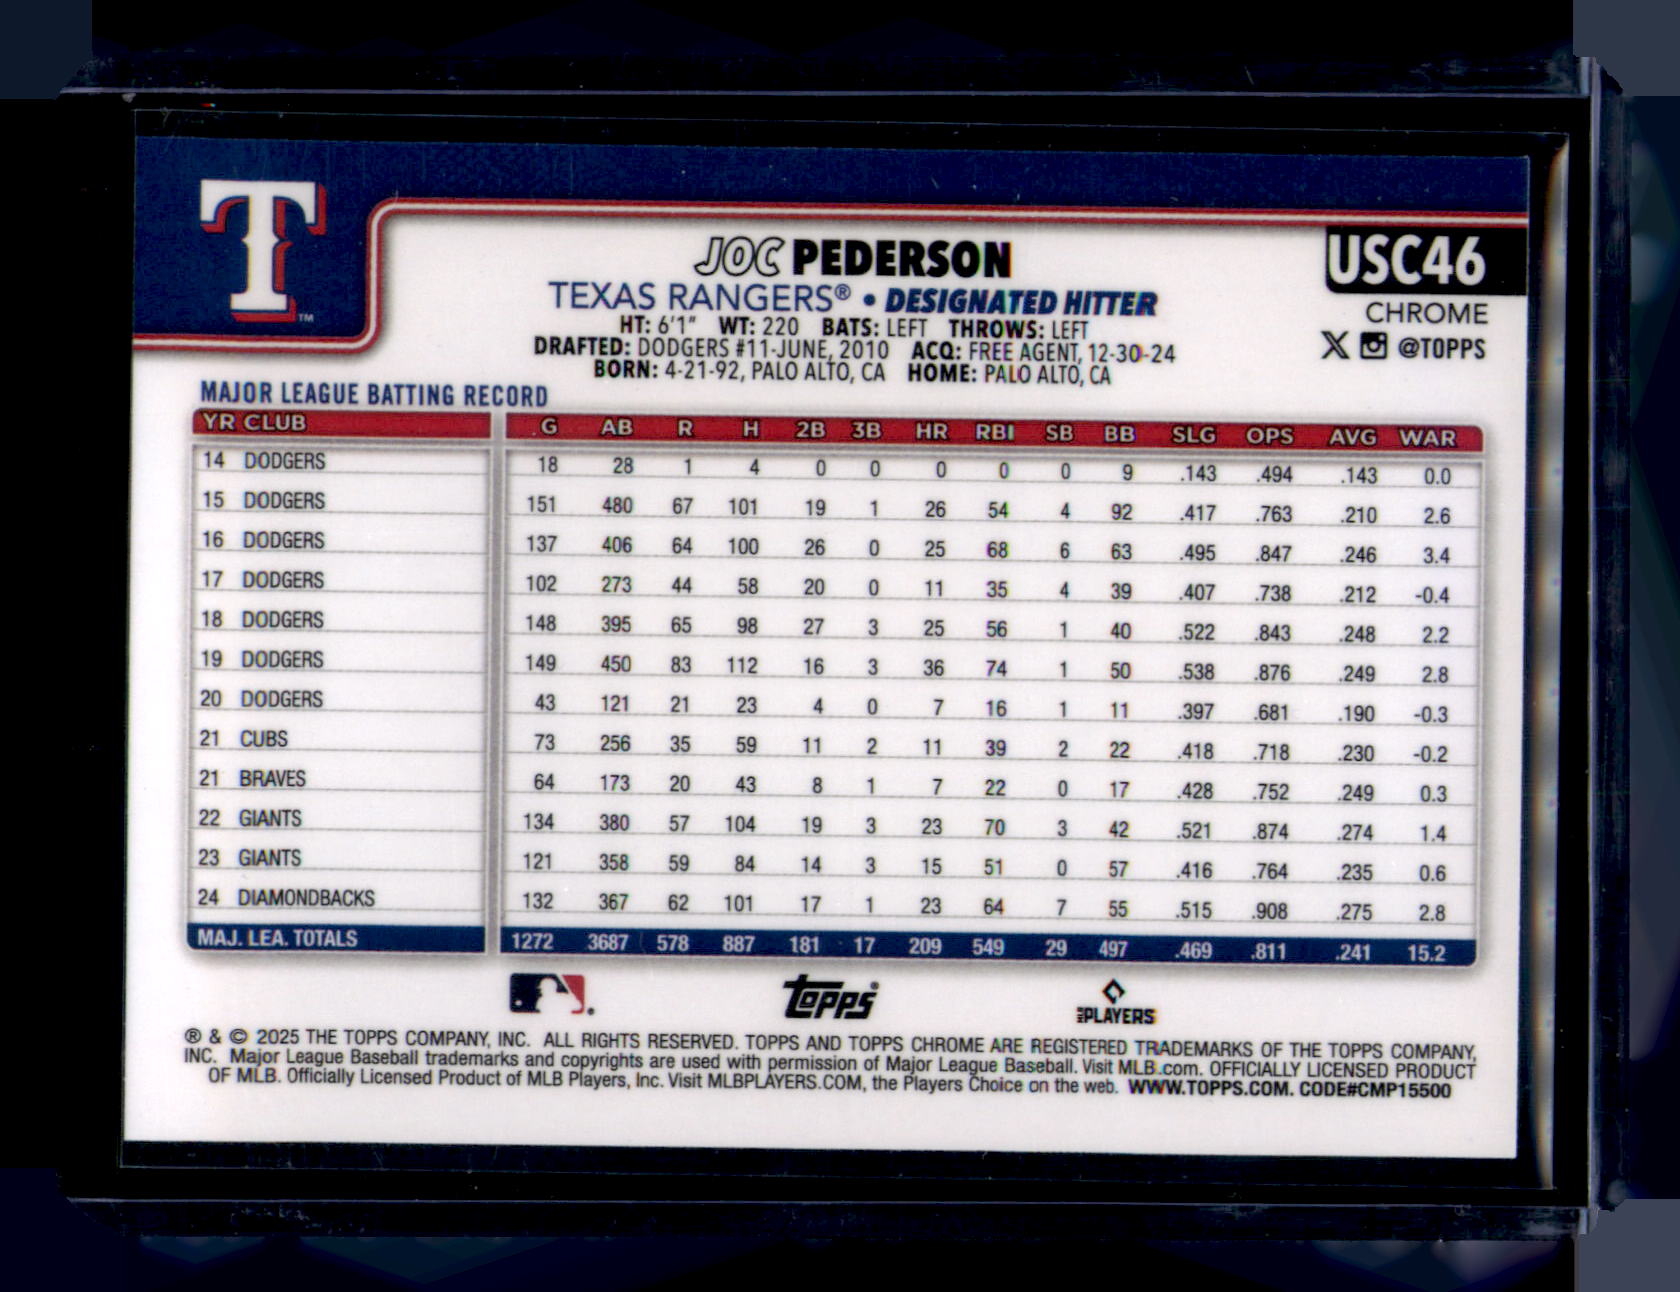 T™
JOC PEDERSON
USC46
TEXAS RANGERS® • DESIGNATED HITTER
CHROME
HT: 6'1" WT: 220 BATS: LEFT THROWS: LEFT
DRAFTED: DODGERS #11-JUNE, 2010 ACQ: FREE AGENT, 12-30-24
X @TOPPS
BORN: 4-21-92, PALO ALTO, CA HOME: PALO ALTO, CA
MAJOR LEAGUE BATTING RECORD
YR CLUB G AB R H 2B 3B HR RBI SB BB SLG OPS AVG WAR
14 DODGERS 18 28 1 4 0 0 0 0 0 9 .143 .494 .143 0.0
15 DODGERS 151 480 67 101 19 1 26 54 4 92 .417 .763 .210 2.6
16 DODGERS 137 406 64 100 26 0 25 68 6 63 .495 .847 .246 3.4
17 DODGERS 102 273 44 58 20 0 11 35 4 39 .407 .738 .212 -0.4
18 DODGERS 148 395 65 98 27 3 25 56 1 40 .522 .843 .248 2.2
19 DODGERS 149 450 83 112 16 3 36 74 1 50 .538 .876 .249 2.8
20 DODGERS 43 121 21 23 4 0 7 16 1 11 .397 .681 .190 -0.3
21 CUBS 73 256 35 59 11 2 11 39 2 22 .418 .718 .230 -0.2
21 BRAVES 64 173 20 43 8 1 7 22 0 17 .428 .752 .249 0.3
22 GIANTS 134 380 57 104 19 3 23 70 3 42 .521 .874 .274 1.4
23 GIANTS 121 358 59 84 14 3 15 51 0 57 .416 .764 .235 0.6
24 DIAMONDBACKS 132 367 62 101 17 1 23 64 7 55 .515 .908 .275 2.8
MAJ. LEA. TOTALS 1272 3687 578 887 181 17 209 549 29 497 .469 .811 .241 15.2
Topps® PLAYERS
® & © 2025 THE TOPPS COMPANY, INC. ALL RIGHTS RESERVED. TOPPS AND TOPPS CHROME ARE REGISTERED TRADEMARKS OF THE TOPPS COMPANY,
INC. Major League Baseball trademarks and copyrights are used with permission of Major League Baseball. Visit MLB.com. OFFICIALLY LICENSED PRODUCT
OF MLB. Officially Licensed Product of MLB Players, Inc. Visit MLBPLAYERS.COM, the Players Choice on the web. WWW.TOPPS.COM. CODE#CMP15500